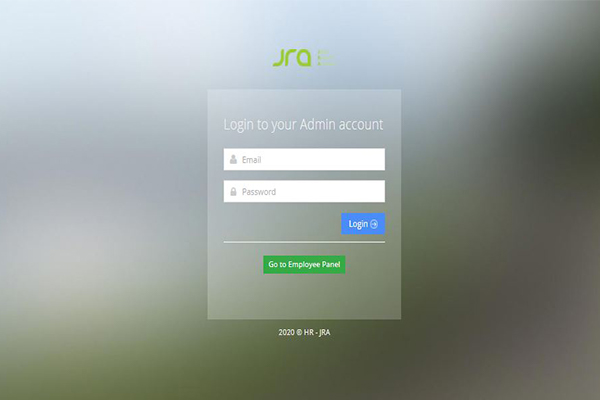 JRA
Login to your Admin account
Email
Password
Login
Go to Employee Panel
2020 © HR - JRA